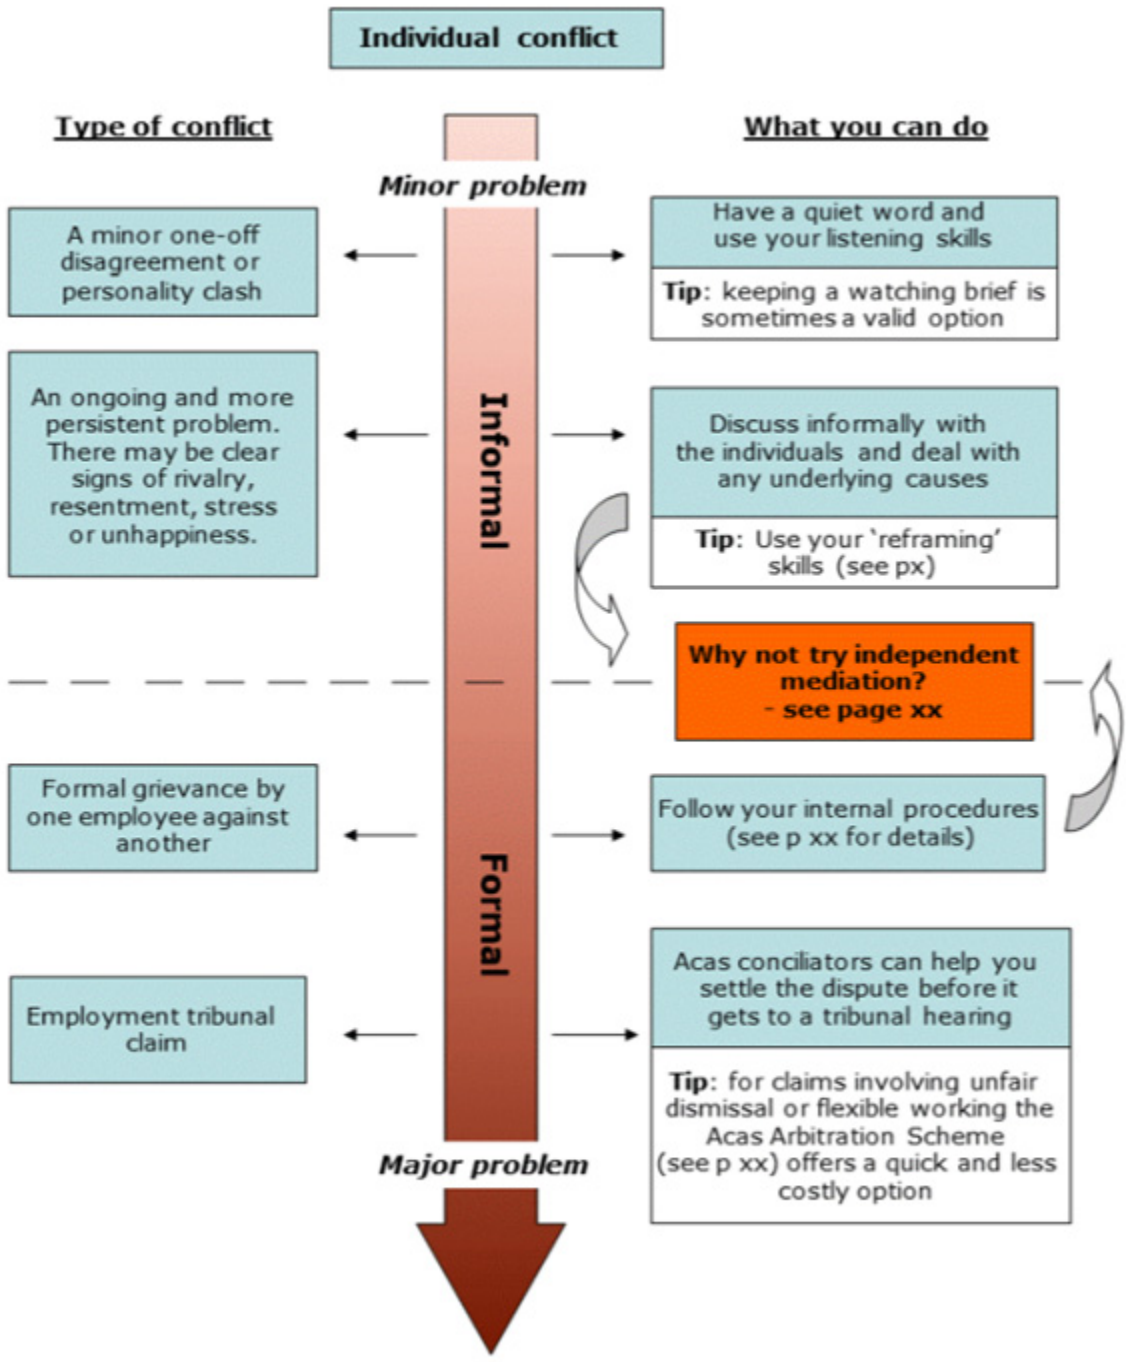 Individual conflict
Type of conflict
What you can do
Minor problem
A minor one-off
disagreement or
personality clash
Have a quiet word and
use your listening skills
Tip: keeping a watching brief is
sometimes a valid option
An ongoing and more
persistent problem.
There may be clear
signs of rivalry,
resentment, stress
or unhappiness.
Informal
Discuss informally with
the individuals and deal with
any underlying causes
Tip: Use your ‘reframing’
skills (see px)
Why not try independent
mediation?
- see page xx
Formal grievance by
one employee against
another
Formal
Follow your internal procedures
(see p xx for details)
Employment tribunal
claim
Acas conciliators can help you
settle the dispute before it
gets to a tribunal hearing
Tip: for claims involving unfair
dismissal or flexible working the
Acas Arbitration Scheme
(see p xx) offers a quick and less
costly option
Major problem